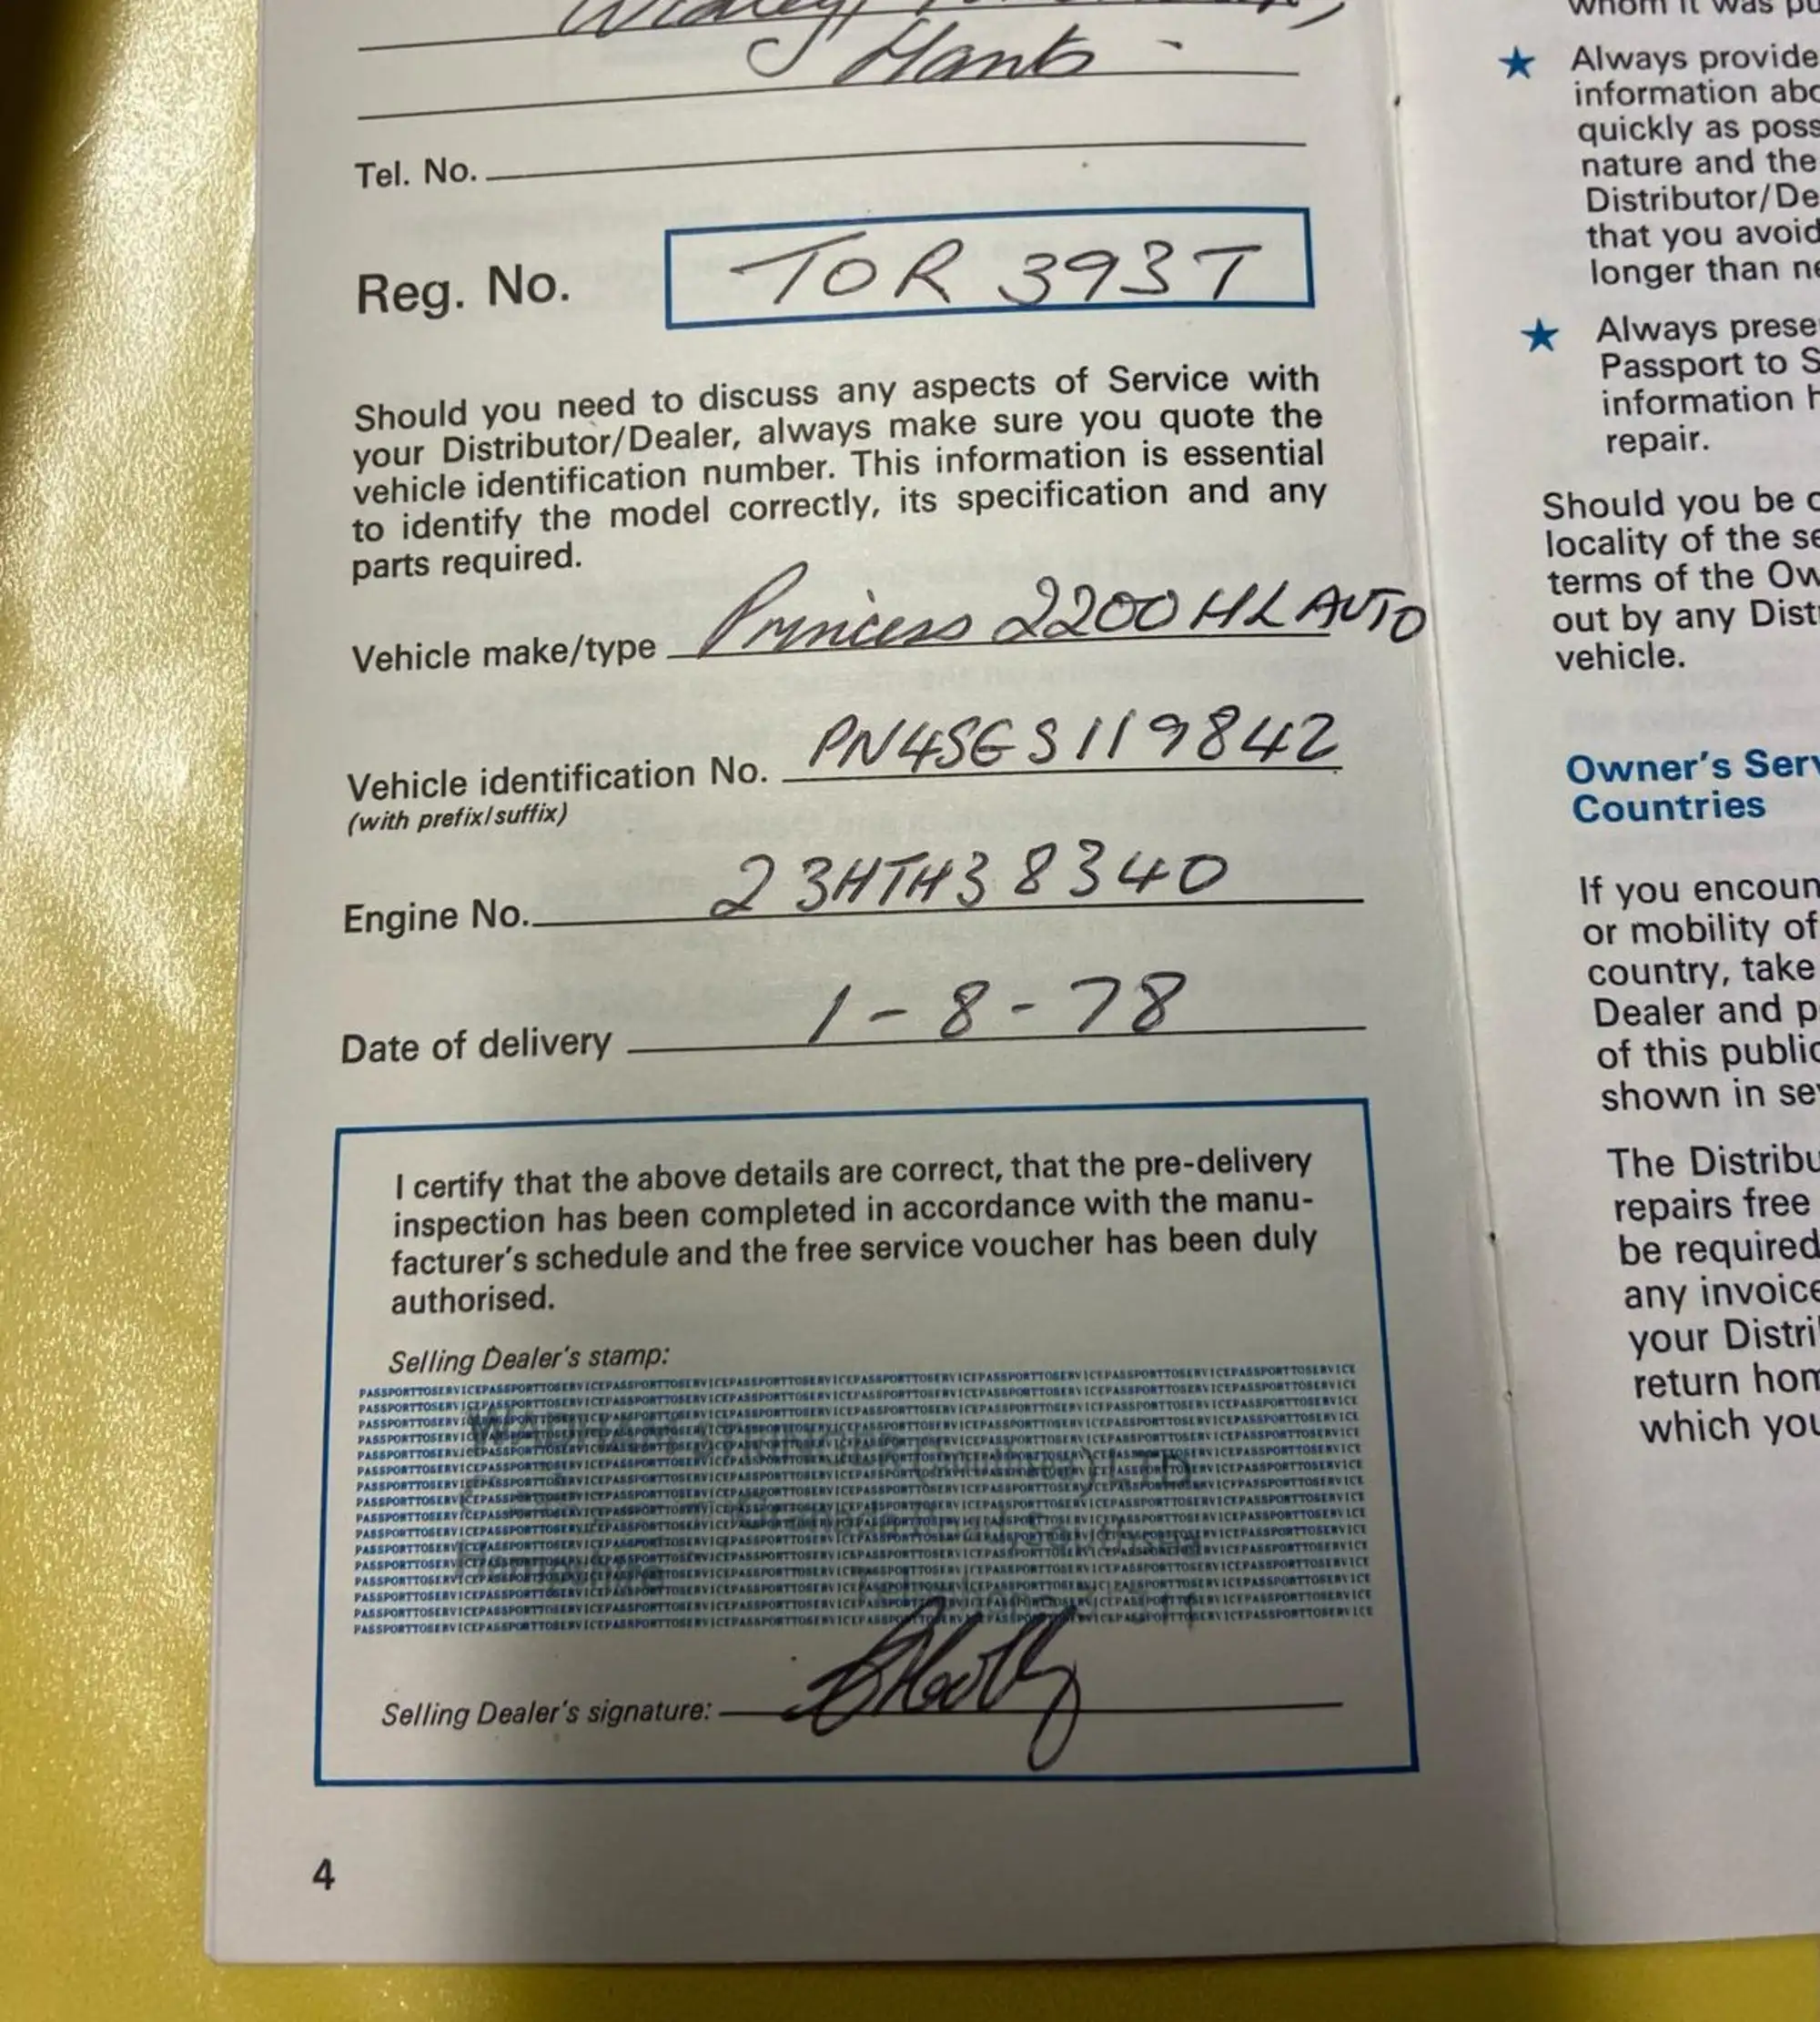 Hants -
Tel. No.
Reg. No. TOR 393T
Should you need to discuss any aspects of Service with
your Distributor/Dealer, always make sure you quote the
vehicle identification number. This information is essential
to identify the model correctly, its specification and any
parts required.
Vehicle make/type Princess 2200 HL AUTO
Vehicle identification No. PN4SGS119842
(with prefix/suffix)
Engine No. 23HTH38340
Date of delivery 1-8-78
I certify that the above details are correct, that the pre-delivery
inspection has been completed in accordance with the manu-
facturer's schedule and the free service voucher has been duly
authorised.
Selling Dealer's stamp:
PASSPORTTOSERVICEPASSPORTTOSERVICEPASSPORTTOSERVICEPASSPORTTOSERVICEPASSPORTTOSERVICEPASSPORTTOSERVICEPASSPORTTOSERVICEPASSPORTTOSERVICE
LTD
Selling Dealer's signature:
4
whom it was pu
★ Always provide
information abo
quickly as poss
nature and the
Distributor/De
that you avoid
longer than ne
★ Always prese
Passport to S
information h
repair.
Should you be o
locality of the se
terms of the Ow
out by any Dist
vehicle.
Owner's Serv
Countries
If you encoun
or mobility of
country, take
Dealer and p
of this public
shown in se
The Distribu
repairs free
be required
any invoice
your Distri
return hom
which you